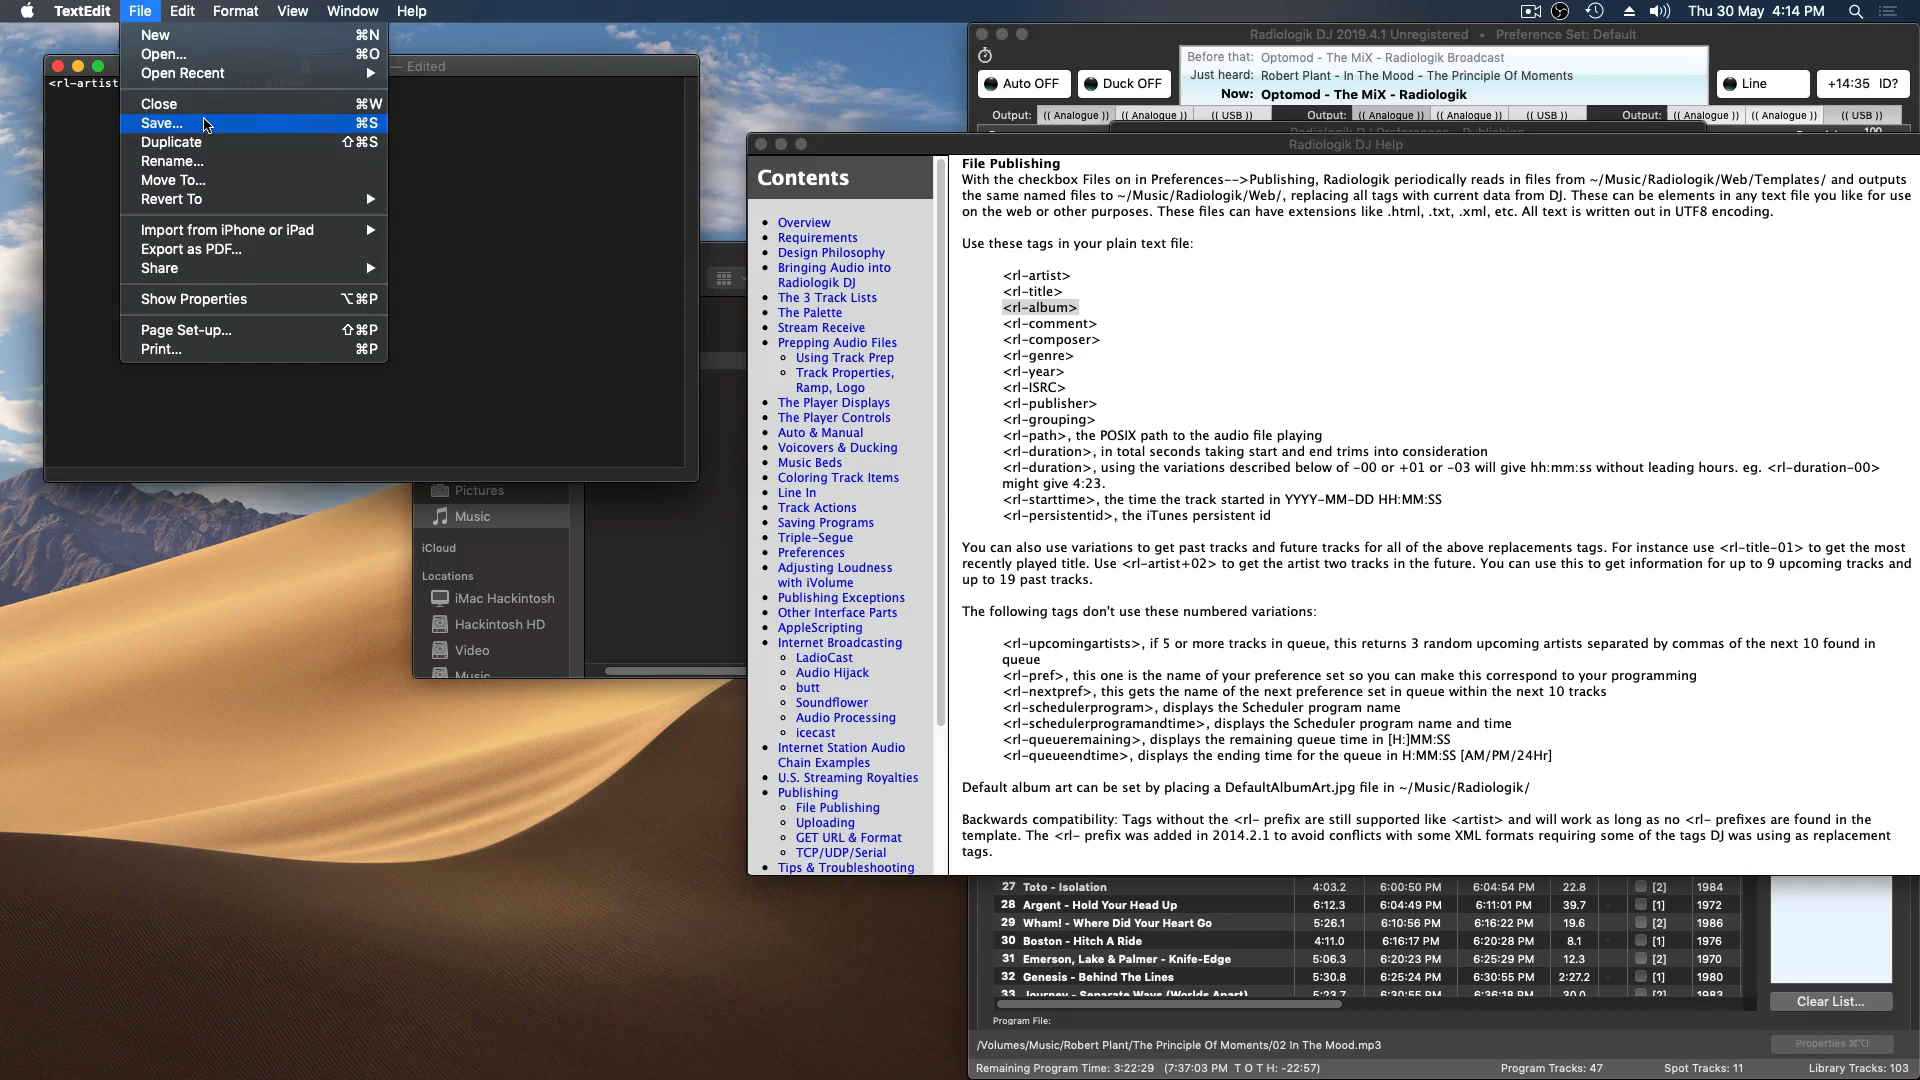 TextEdit File Edit Format View Window Help
Thu 30 May 4:14 PM
New ⌘N
Open... ⌘O
Open Recent
Close ⌘W
Save... ⌘S
Duplicate ⇧⌘S
Rename...
Move To...
Revert To
Import from iPhone or iPad
Export as PDF...
Share
Show Properties ⌥⌘P
Page Set-up... ⇧⌘P
Print... ⌘P
— Edited
<rl-artist
Pictures
Music
iCloud
Locations
iMac Hackintosh
Hackintosh HD
Video
Music
Radiologik DJ 2019.4.1 Unregistered • Preference Set: Default
Before that: Optomod - The MiX - Radiologik Broadcast
Just heard: Robert Plant - In The Mood - The Principle Of Moments
Now: Optomod - The MiX - Radiologik
Auto OFF
Duck OFF
Line
+14:35 ID?
Output: (( Analogue )) (( Analogue )) (( USB )) Output: (( Analogue )) (( Analogue )) (( USB )) Output: (( Analogue )) (( Analogue )) (( USB ))
Radiologik DJ Preferences - Publishing
100
Radiologik DJ Help
Contents
Overview
Requirements
Design Philosophy
Bringing Audio into
Radiologik DJ
The 3 Track Lists
The Palette
Stream Receive
Prepping Audio Files
Using Track Prep
Track Properties,
Ramp, Logo
The Player Displays
The Player Controls
Auto & Manual
Voicovers & Ducking
Music Beds
Coloring Track Items
Line In
Track Actions
Saving Programs
Triple-Segue
Preferences
Adjusting Loudness
with iVolume
Publishing Exceptions
Other Interface Parts
AppleScripting
Internet Broadcasting
LadioCast
Audio Hijack
butt
Soundflower
Audio Processing
icecast
Internet Station Audio
Chain Examples
U.S. Streaming Royalties
Publishing
File Publishing
Uploading
GET URL & Format
TCP/UDP/Serial
Tips & Troubleshooting
File Publishing
With the checkbox Files on in Preferences-->Publishing, Radiologik periodically reads in files from ~/Music/Radiologik/Web/Templates/ and outputs
the same named files to ~/Music/Radiologik/Web/, replacing all tags with current data from DJ. These can be elements in any text file you like for use
on the web or other purposes. These files can have extensions like .html, .txt, .xml, etc. All text is written out in UTF8 encoding.
Use these tags in your plain text file:
<rl-artist>
<rl-title>
<rl-album>
<rl-comment>
<rl-composer>
<rl-genre>
<rl-year>
<rl-ISRC>
<rl-publisher>
<rl-grouping>
<rl-path>, the POSIX path to the audio file playing
<rl-duration>, in total seconds taking start and end trims into consideration
<rl-duration>, using the variations described below of -00 or +01 or -03 will give hh:mm:ss without leading hours. eg. <rl-duration-00>
might give 4:23.
<rl-starttime>, the time the track started in YYYY-MM-DD HH:MM:SS
<rl-persistentid>, the iTunes persistent id
You can also use variations to get past tracks and future tracks for all of the above replacements tags. For instance use <rl-title-01> to get the most
recently played title. Use <rl-artist+02> to get the artist two tracks in the future. You can use this to get information for up to 9 upcoming tracks and
up to 19 past tracks.
The following tags don't use these numbered variations:
<rl-upcomingartists>, if 5 or more tracks in queue, this returns 3 random upcoming artists separated by commas of the next 10 found in
queue
<rl-pref>, this one is the name of your preference set so you can make this correspond to your programming
<rl-nextpref>, this gets the name of the next preference set in queue within the next 10 tracks
<rl-schedulerprogram>, displays the Scheduler program name
<rl-schedulerprogramandtime>, displays the Scheduler program name and time
<rl-queueremaining>, displays the remaining queue time in [H:]MM:SS
<rl-queueendtime>, displays the ending time for the queue in H:MM:SS [AM/PM/24Hr]
Default album art can be set by placing a DefaultAlbumArt.jpg file in ~/Music/Radiologik/
Backwards compatibility: Tags without the <rl- prefix are still supported like <artist> and will work as long as no <rl- prefixes are found in the
template. The <rl- prefix was added in 2014.2.1 to avoid conflicts with some XML formats requiring some of the tags DJ was using as replacement
tags.
27 Toto - Isolation 4:03.2 6:00:50 PM 6:04:54 PM 22.8 [2] 1984
28 Argent - Hold Your Head Up 6:12.3 6:04:49 PM 6:11:01 PM 39.7 [1] 1972
29 Wham! - Where Did Your Heart Go 5:26.1 6:10:56 PM 6:16:22 PM 19.6 [2] 1986
30 Boston - Hitch A Ride 4:11.0 6:16:17 PM 6:20:28 PM 8.1 [1] 1976
31 Emerson, Lake & Palmer - Knife-Edge 5:06.3 6:20:23 PM 6:25:29 PM 12.3 [2] 1970
32 Genesis - Behind The Lines 5:30.8 6:25:24 PM 6:30:55 PM 2:27.2 [1] 1980
33 Journey - Separate Ways (Worlds Apart) 5:23.7 6:30:55 PM 6:36:18 PM 30.0 [2] 1983
Clear List...
Program File:
/Volumes/Music/Robert Plant/The Principle Of Moments/02 In The Mood.mp3
Properties ⌘⌥I
Remaining Program Time: 3:22:29 (7:37:03 PM T O T H: -22:57)
Program Tracks: 47
Spot Tracks: 11
Library Tracks: 103